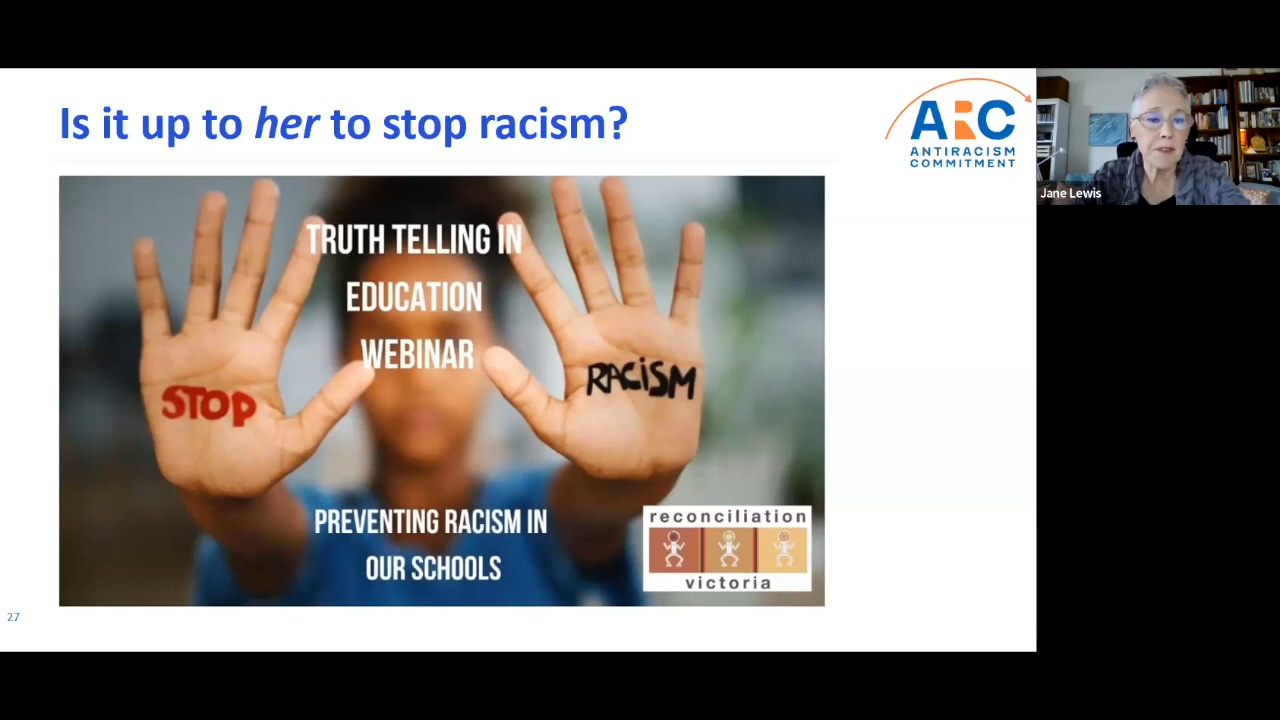 Is it up to her to stop racism?
ARC
ANTIRACISM
COMMITMENT
Jane Lewis
TRUTH TELLING IN
EDUCATION
WEBINAR
STOP
RACiSM
PREVENTING RACISM IN
OUR SCHOOLS
reconciliation
victoria
27